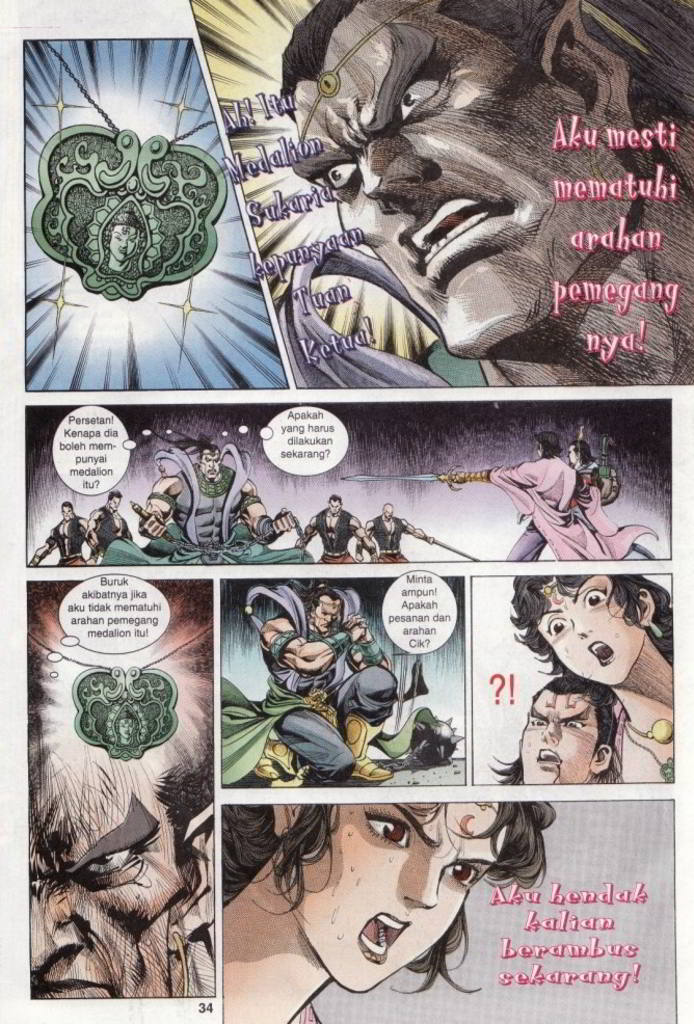 Ah! Itu
Medalion
Sukaria
kepunyaan
Tuan
Ketua!
Aku mesti
mematuhi
arahan
pemegang
nya!
Persetan!
Kenapa dia
boleh mem-
punyai
medalion
itu?
Apakah
yang harus
dilakukan
sekarang?
Buruk
akibatnya jika
aku tidak mematuhi
arahan pemegang
medalion itu!
Minta
ampun!
Apakah
pesanan dan
arahan
Cik?
?!
Aku hendak
kalian
berambus
sekarang!
34